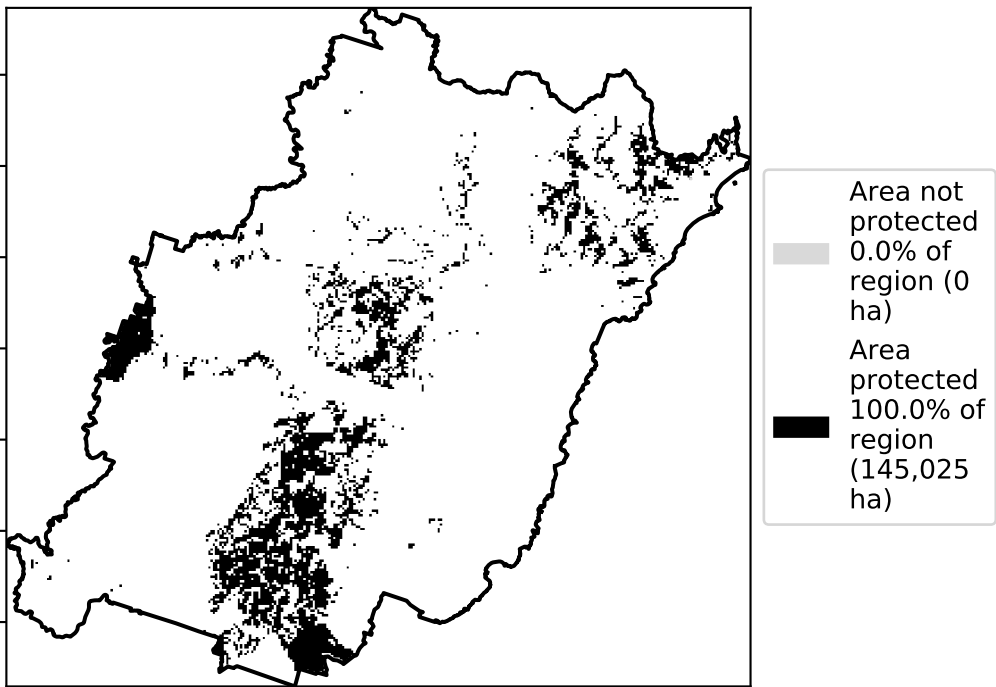 Area not
protected
0.0% of
region (0
ha)
Area
protected
100.0% of
region
(145,025
ha)